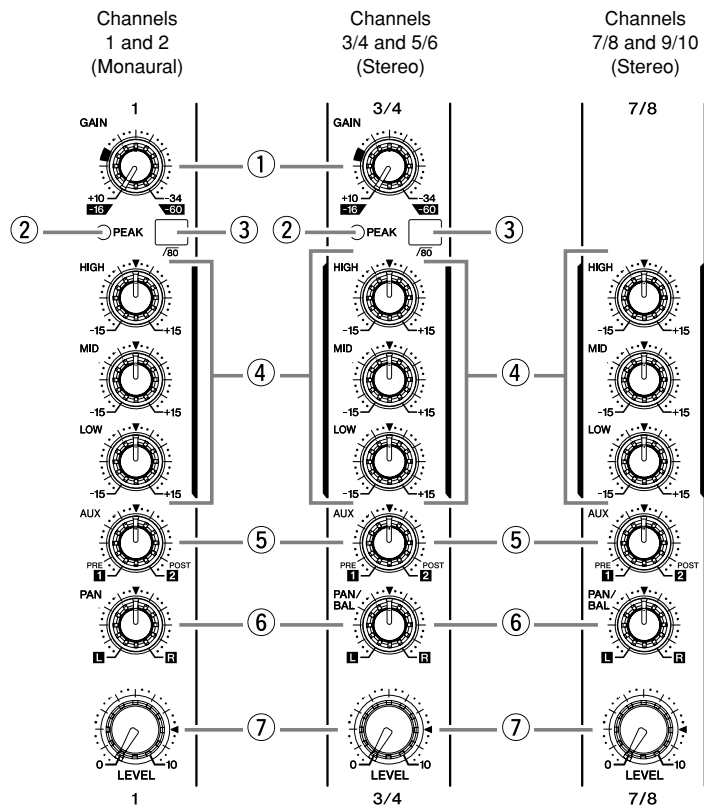 Channels Channels Channels
1 and 2 3/4 and 5/6 7/8 and 9/10
(Monaural) (Stereo) (Stereo)
1 3/4 7/8
GAIN GAIN
①
+10 -34 +10 -34
-16 -60 -16 -60
② PEAK ③ ② PEAK ③
/80 /80
HIGH HIGH HIGH
-15 +15 -15 +15 -15 +15
MID MID MID
④ ④
-15 +15 -15 +15 -15 +15
LOW LOW LOW
-15 +15 -15 +15 -15 +15
AUX AUX AUX
⑤ ⑤
PRE POST PRE POST PRE POST
1 2 1 2 1 2
PAN PAN/ PAN/
BAL BAL
⑥ ⑥
L R L R L R
⑦ ⑦
0 10 0 10 0 10
LEVEL LEVEL LEVEL
1 3/4 7/8